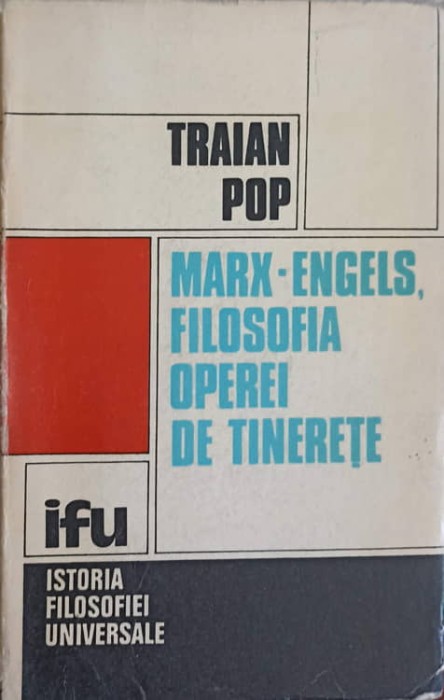 TRAIAN
POP
MARX-ENGELS,
FILOSOFIA
OPEREI
DE TINEREȚE
ifu
ISTORIA
FILOSOFIEI
UNIVERSALE